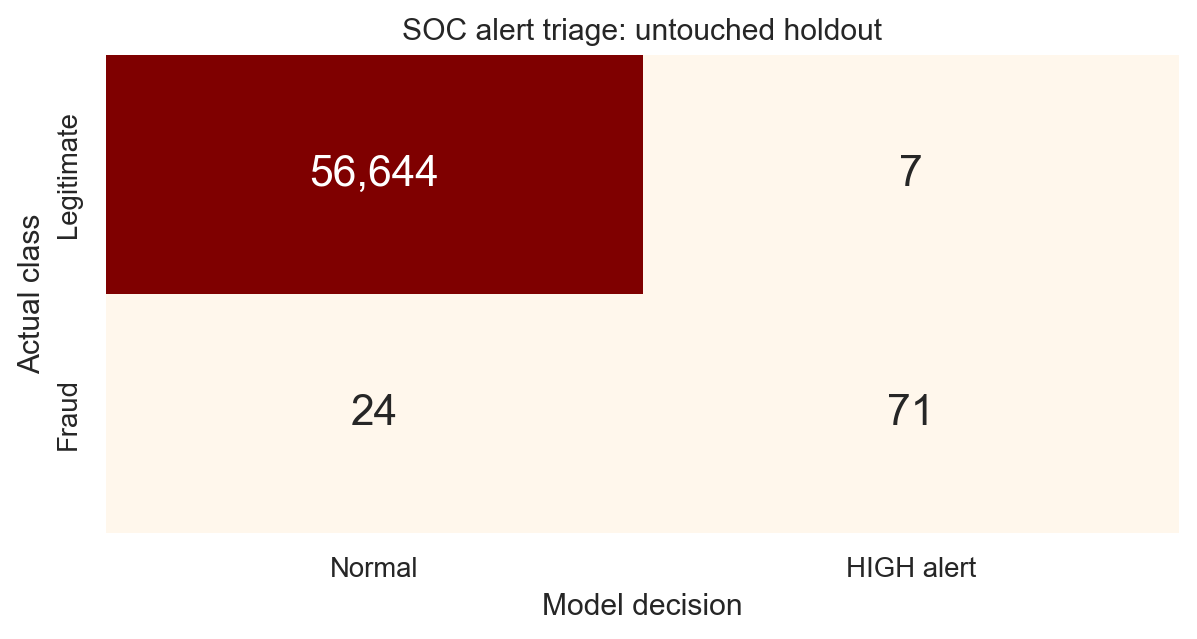 SOC alert triage: untouched holdout
Actual class
Legitimate
56,644
7
Fraud
24
71
Normal
HIGH alert
Model decision